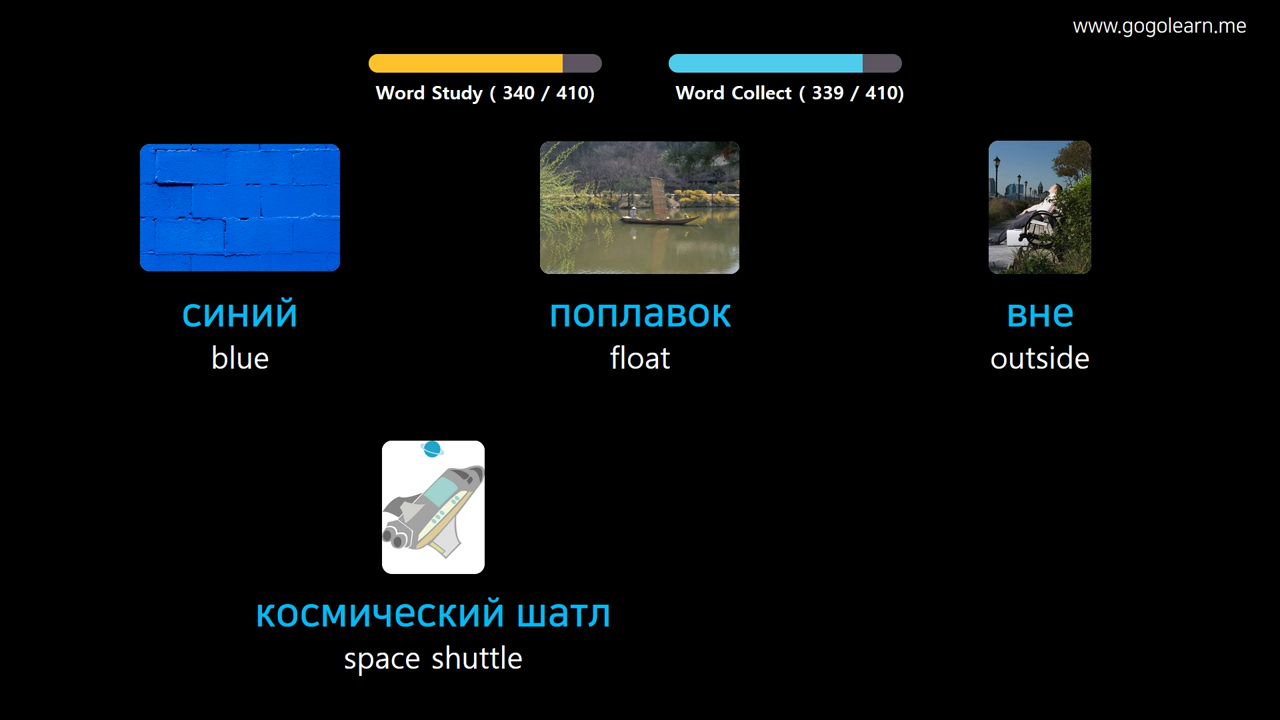 www.gogolearn.me
Word Study ( 340 / 410)
Word Collect ( 339 / 410)
синий
blue
поплавок
float
вне
outside
космический шатл
space shuttle